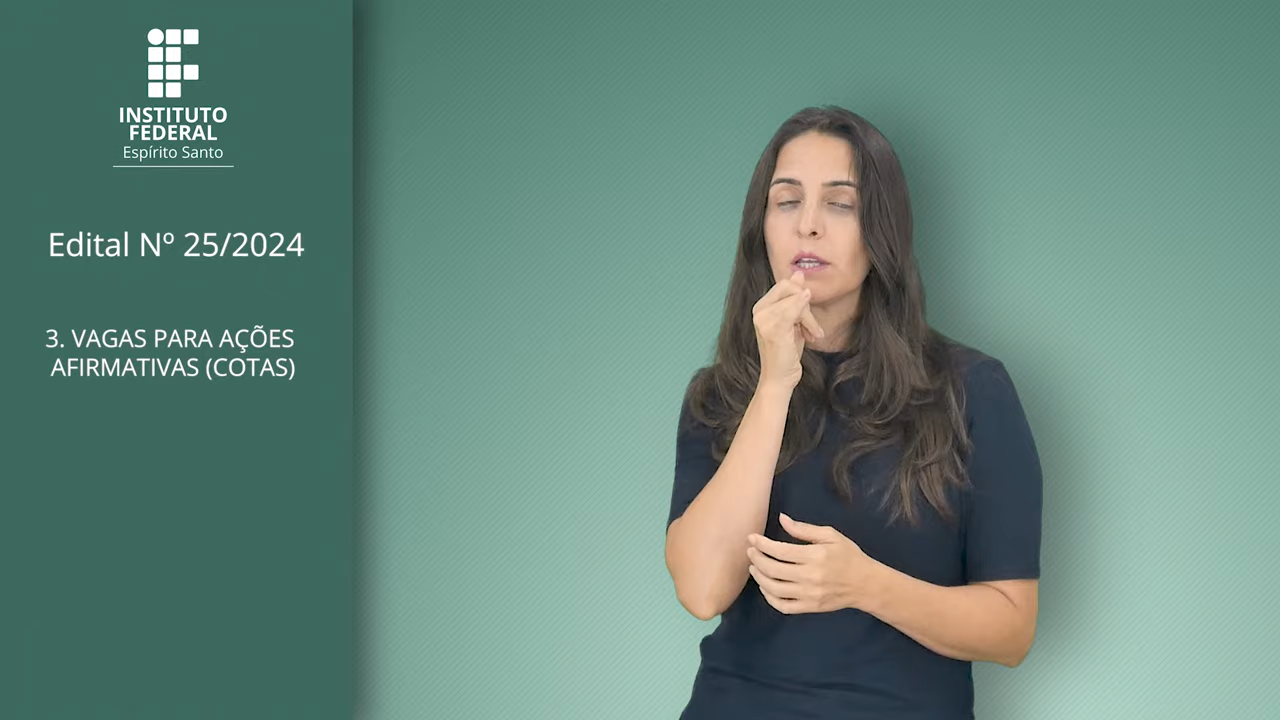 INSTITUTO
FEDERAL
Espírito Santo
Edital Nº 25/2024
3. VAGAS PARA AÇÕES
AFIRMATIVAS (COTAS)